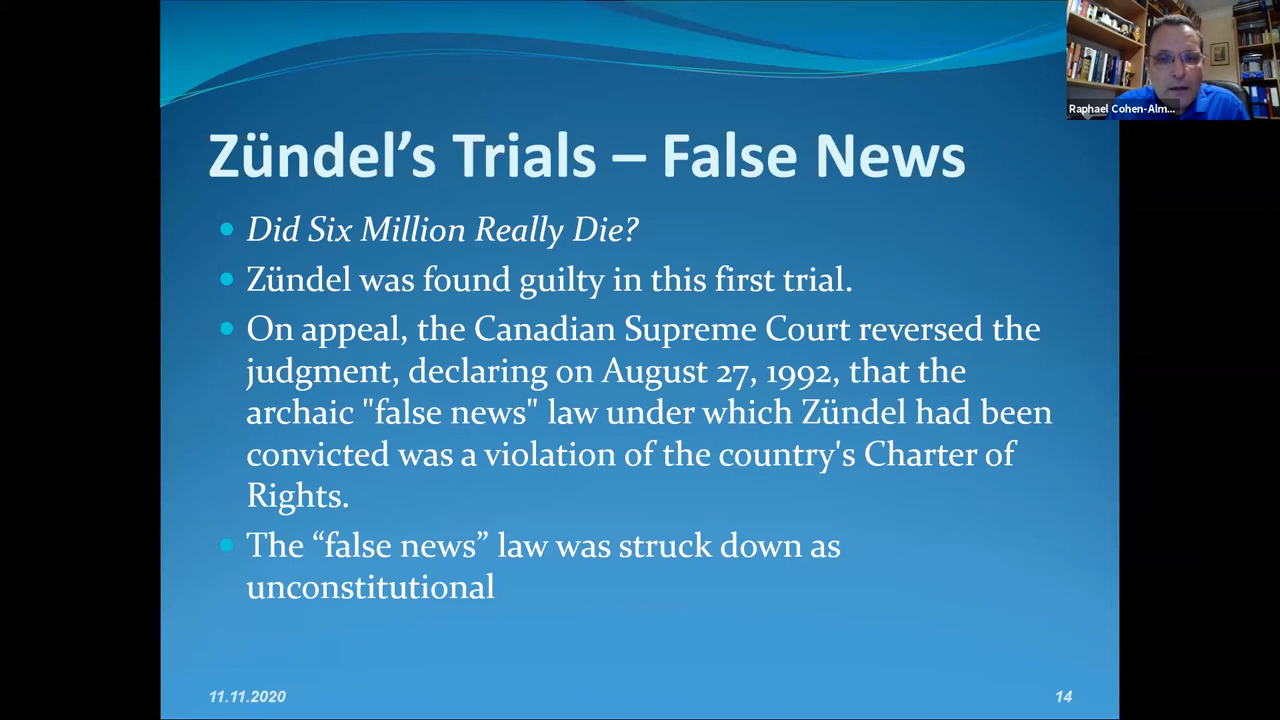 Raphael Cohen-Alm...
Zündel’s Trials – False News
Did Six Million Really Die?
Zündel was found guilty in this first trial.
On appeal, the Canadian Supreme Court reversed the
judgment, declaring on August 27, 1992, that the
archaic "false news" law under which Zündel had been
convicted was a violation of the country's Charter of
Rights.
The “false news” law was struck down as
unconstitutional
11.11.2020
14